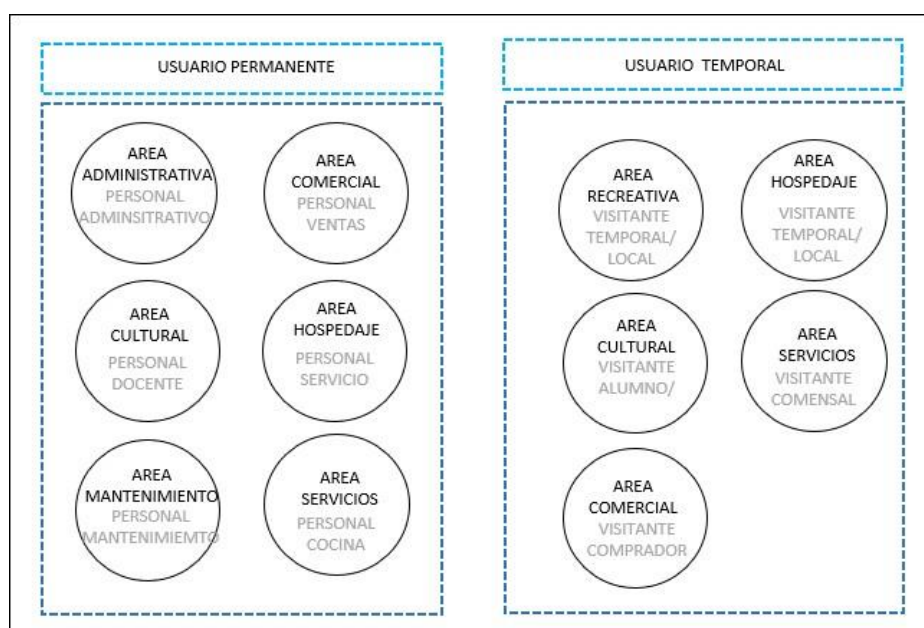 USUARIO PERMANENTE
AREA
ADMINISTRATIVA
PERSONAL
ADMINSITRATIVO
AREA
COMERCIAL
PERSONAL
VENTAS
AREA
CULTURAL
PERSONAL
DOCENTE
AREA
HOSPEDAJE
PERSONAL
SERVICIO
AREA
MANTENIMIENTO
PERSONAL
MANTENIMIEMTO
AREA
SERVICIOS
PERSONAL
COCINA
USUARIO TEMPORAL
AREA
RECREATIVA
VISITANTE
TEMPORAL/
LOCAL
AREA
HOSPEDAJE
VISITANTE
TEMPORAL/
LOCAL
AREA
CULTURAL
VISITANTE
ALUMNO/
AREA
SERVICIOS
VISITANTE
COMENSAL
AREA
COMERCIAL
VISITANTE
COMPRADOR